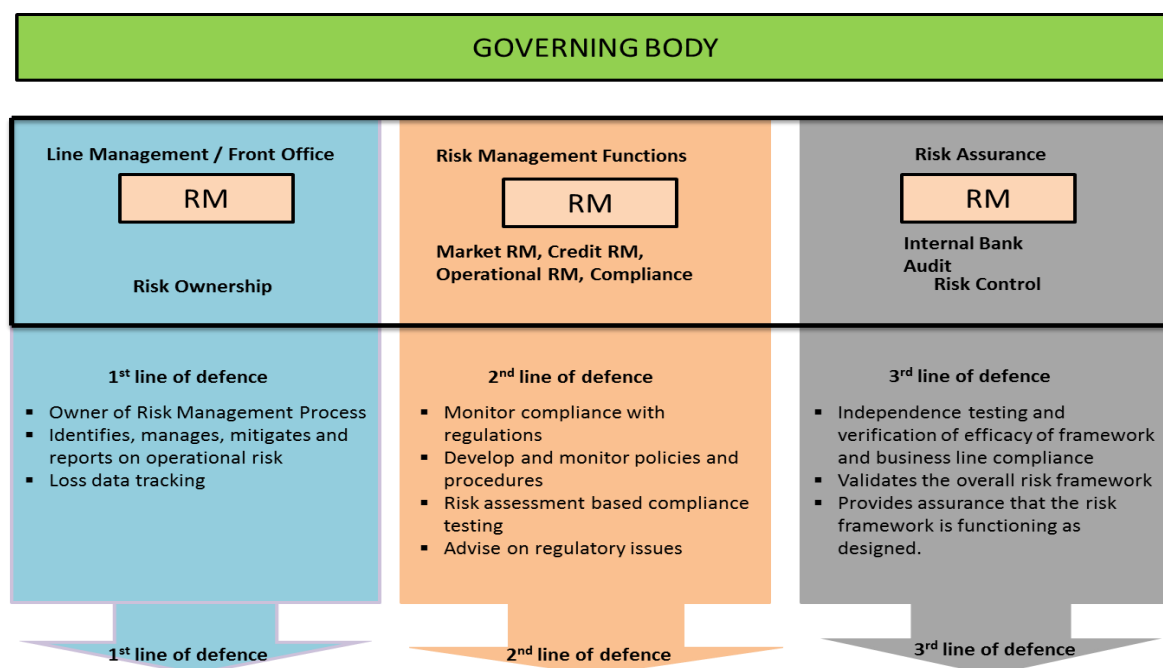 GOVERNING BODY
Line Management / Front Office
RM
Risk Ownership
1st line of defence
▪ Owner of Risk Management Process
▪ Identifies, manages, mitigates and
reports on operational risk
▪ Loss data tracking
1st line of defence
Risk Management Functions
RM
Market RM, Credit RM,
Operational RM, Compliance
2nd line of defence
▪ Monitor compliance with
regulations
▪ Develop and monitor policies and
procedures
▪ Risk assessment based compliance
testing
▪ Advise on regulatory issues
2nd line of defence
Risk Assurance
RM
Internal Bank
Audit
Risk Control
3rd line of defence
▪ Independence testing and
verification of efficacy of framework
and business line compliance
▪ Validates the overall risk framework
▪ Provides assurance that the risk
framework is functioning as
designed.
3rd line of defence